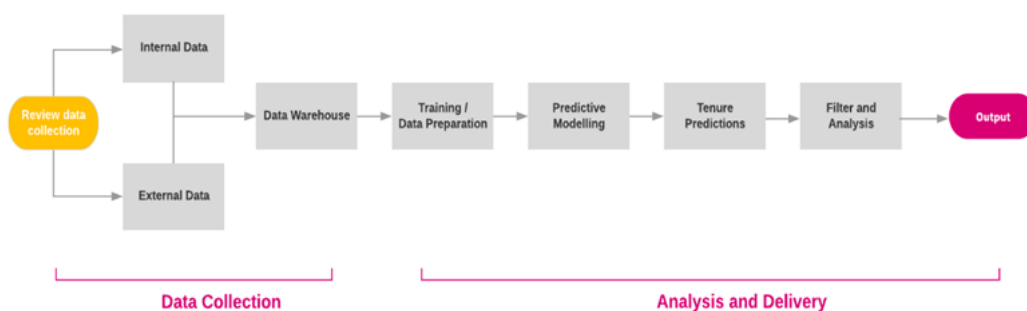 Internal Data
Review data
collection
External Data
Data Warehouse
Training /
Data Preparation
Predictive
Modelling
Tenure
Predictions
Filter and
Analysis
Output
Data Collection
Analysis and Delivery